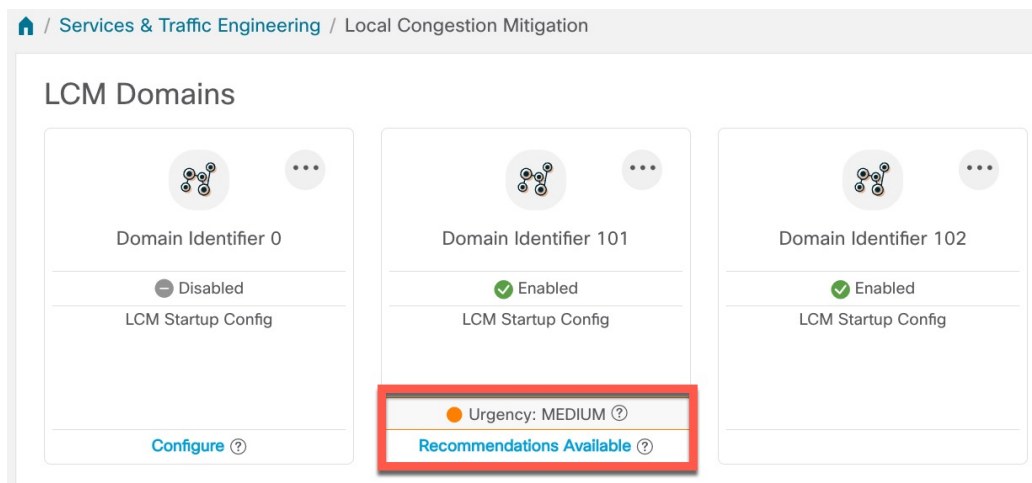 / Services & Traffic Engineering / Local Congestion Mitigation
LCM Domains
Domain Identifier 0
Disabled
LCM Startup Config
Configure ?
Domain Identifier 101
Enabled
LCM Startup Config
Urgency: MEDIUM ?
Recommendations Available ?
Domain Identifier 102
Enabled
LCM Startup Config